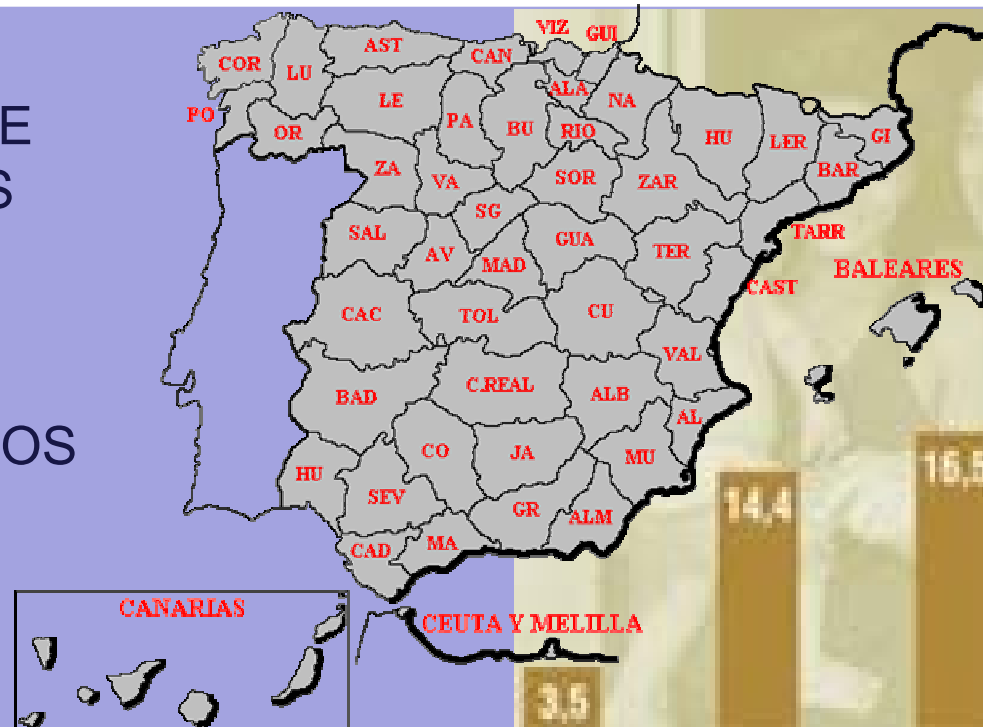 VIZ GUI
AST
CAN
COR
LU
ALA
LE
NA
PO
PA
BU
RIO
OR
HU
LER
GI
BAR
ZA
VA
SOR
ZAR
SG
SAL
AV
MAD
GUA
TER
TARR
BALEARES
CAST
CAC
TOL
CU
VAL
BAD
C.REAL
ALB
AL
CO
JA
MU
HU
SEV
GR
ALM
CAD
MA
CANARIAS
CEUTA Y MELILLA
E
S
OS
3,5
14,4